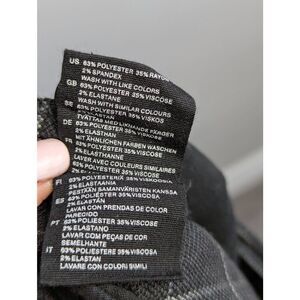 US 63% POLYESTER 35% RAYON
2% SPANDEX
WASH WITH LIKE COLORS
GB 63% POLYESTER 35% VISCOSE
2% ELASTANE
WASH WITH SIMILAR COLOURS
SE 63% POLYESTER 35% VISKOS
2% ELASTAN
TVÄTTAS MED LIKNANDE FÄRGER
DE 63% POLYESTER 35% VISKOSE
2% ELASTHAN
MIT ÄHNLICHEN FARBEN WASCHEN
63% POLYESTER 35% VISCOSE
2% ELASTHANNE
LAVER AVEC COULEURS SIMILAIRES
FI 63% POLYESTERIÄ 35% VISKOOSIA
2% ELASTAANIA
PESTÄÄN SAMANVÄRISTEN KANSSA
ES 63% POLIÉSTER 35% VISCOSA
2% ELASTÁN
LAVAR CON PRENDAS DE COLOR
PARECIDO
PT 63% POLIÉSTER 35% VISCOSE
2% ELASTANO
LAVAR COM PEÇAS DE COR
SEMELHANTE
IT 63% POLIESTERE 35% VISCOSA
2% ELASTAN
LAVARE CON COLORI SIMILI